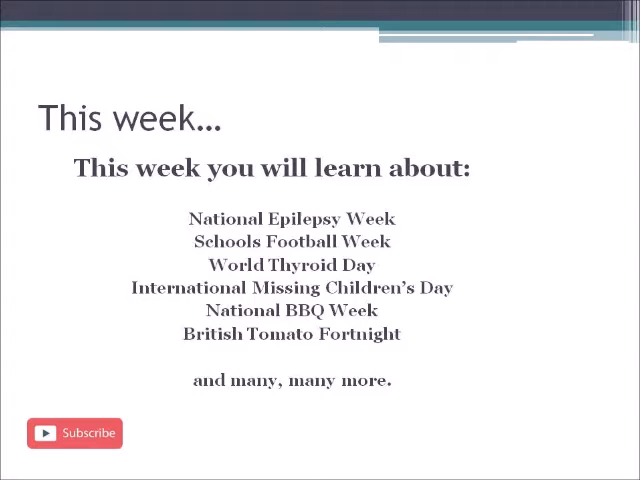 This week...
This week you will learn about:
National Epilepsy Week
Schools Football Week
World Thyroid Day
International Missing Children’s Day
National BBQ Week
British Tomato Fortnight
and many, many more.
Subscribe